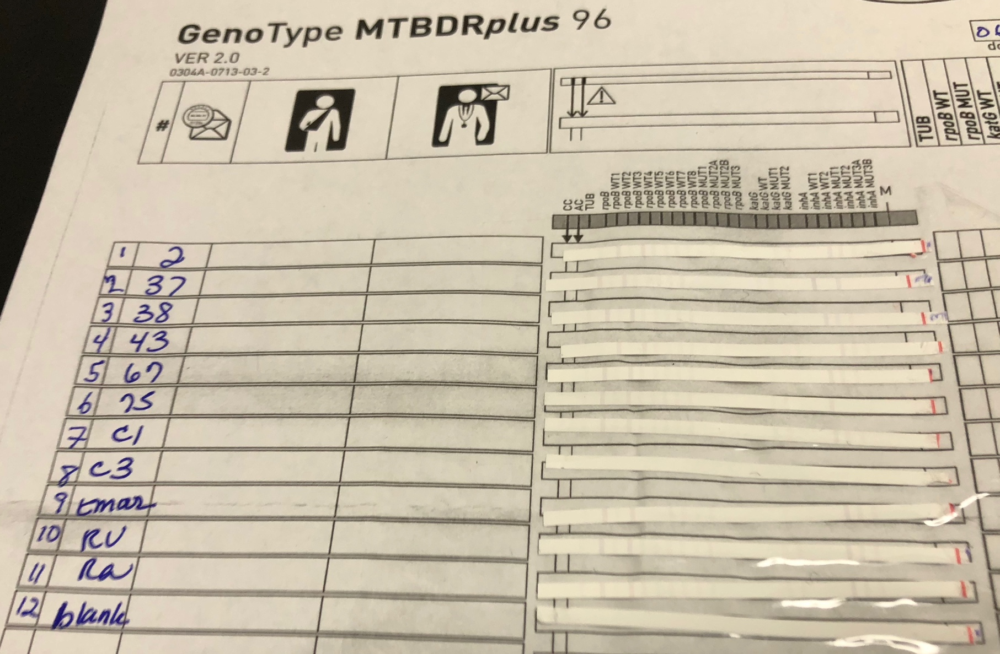 GenoType MTBDRplus 96
VER 2.0
0304A-0713-03-2
#
TUB
rpoB WT
rpoB MUT
katG WT
CC
AC
TUB
rpoB
rpoB WT1
rpoB WT2
rpoB WT3
rpoB WT4
rpoB WT5
rpoB WT6
rpoB WT7
rpoB WT8
rpoB MUT1
rpoB MUT2A
rpoB MUT2B
rpoB MUT3
katG
katG WT
katG MUT1
katG MUT2
inhA
inhA WT1
inhA WT2
inhA MUT1
inhA MUT2
inhA MUT3A
inhA MUT3B
M
1 2
2 37
3 38
4 43
5 67
6 75
7 C1
8 C3
9
10 RV
11 Ra
12 blank